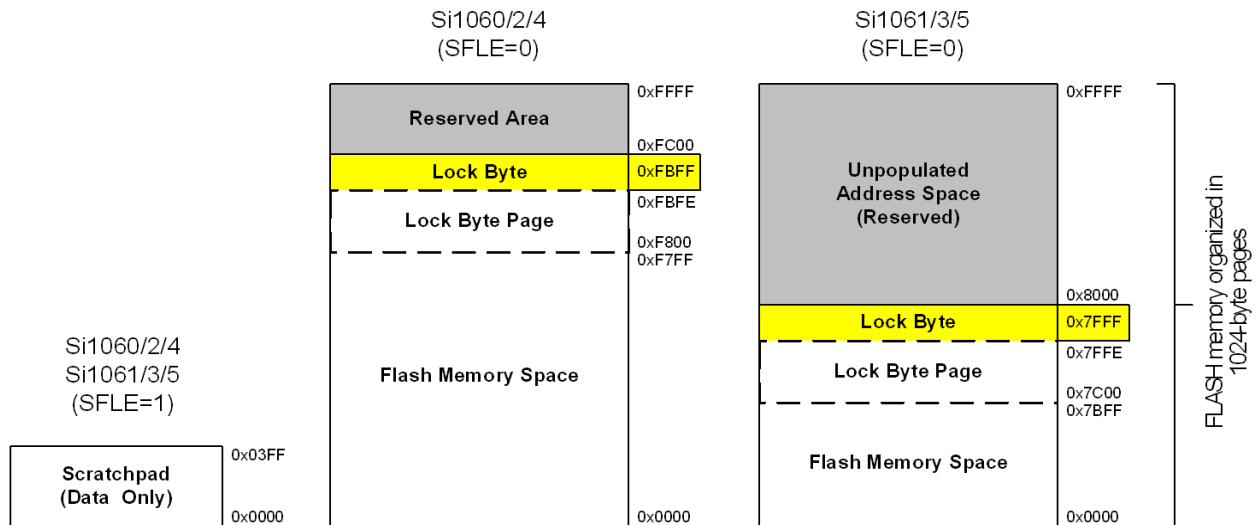 Si1060/2/4
(SFLE=0)
Si1061/3/5
(SFLE=0)
0xFFFF
Reserved Area
0xFC00
Lock Byte
0xFBFF
0xFBFE
Lock Byte Page
0xF800
0xF7FF
Flash Memory Space
0xFFFF
Unpopulated
Address Space
(Reserved)
0x8000
Lock Byte
0x7FFF
0x7FFE
Lock Byte Page
0x7C00
0x7BFF
Flash Memory Space
0x0000
0x0000
FLASH memory organized in
1024-byte pages
Si1060/2/4
Si1061/3/5
(SFLE=1)
0x03FF
Scratchpad
(Data Only)
0x0000